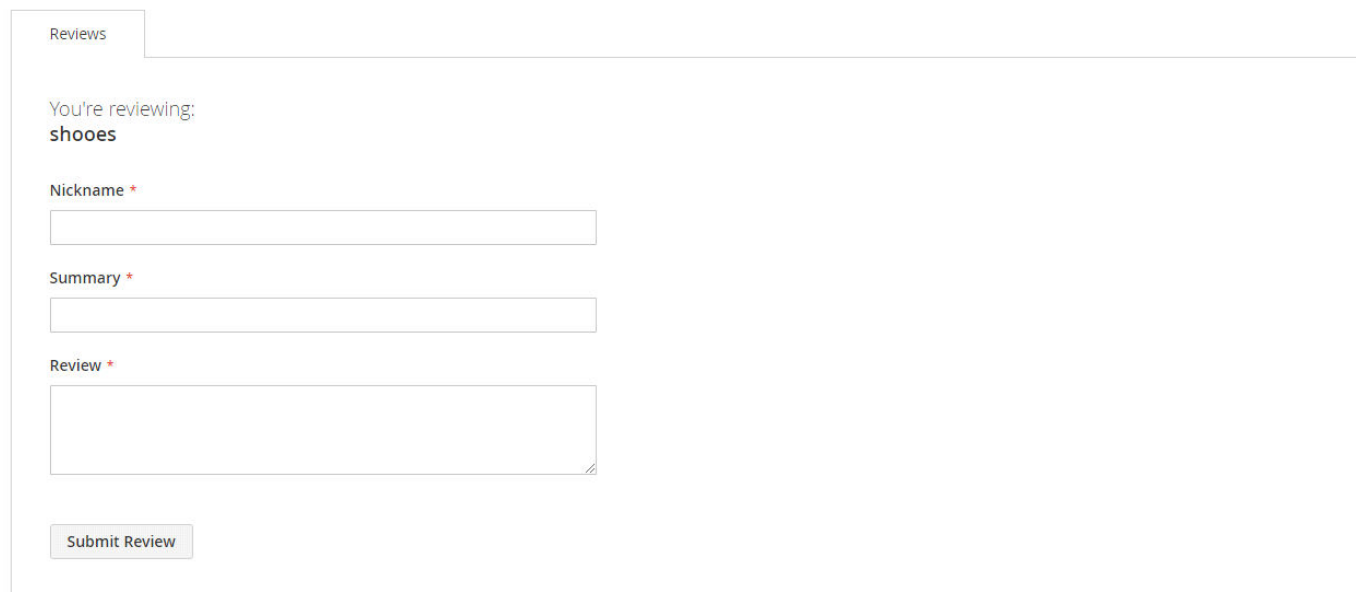 Reviews
You're reviewing:
shooes
Nickname *
Summary *
Review *
Submit Review